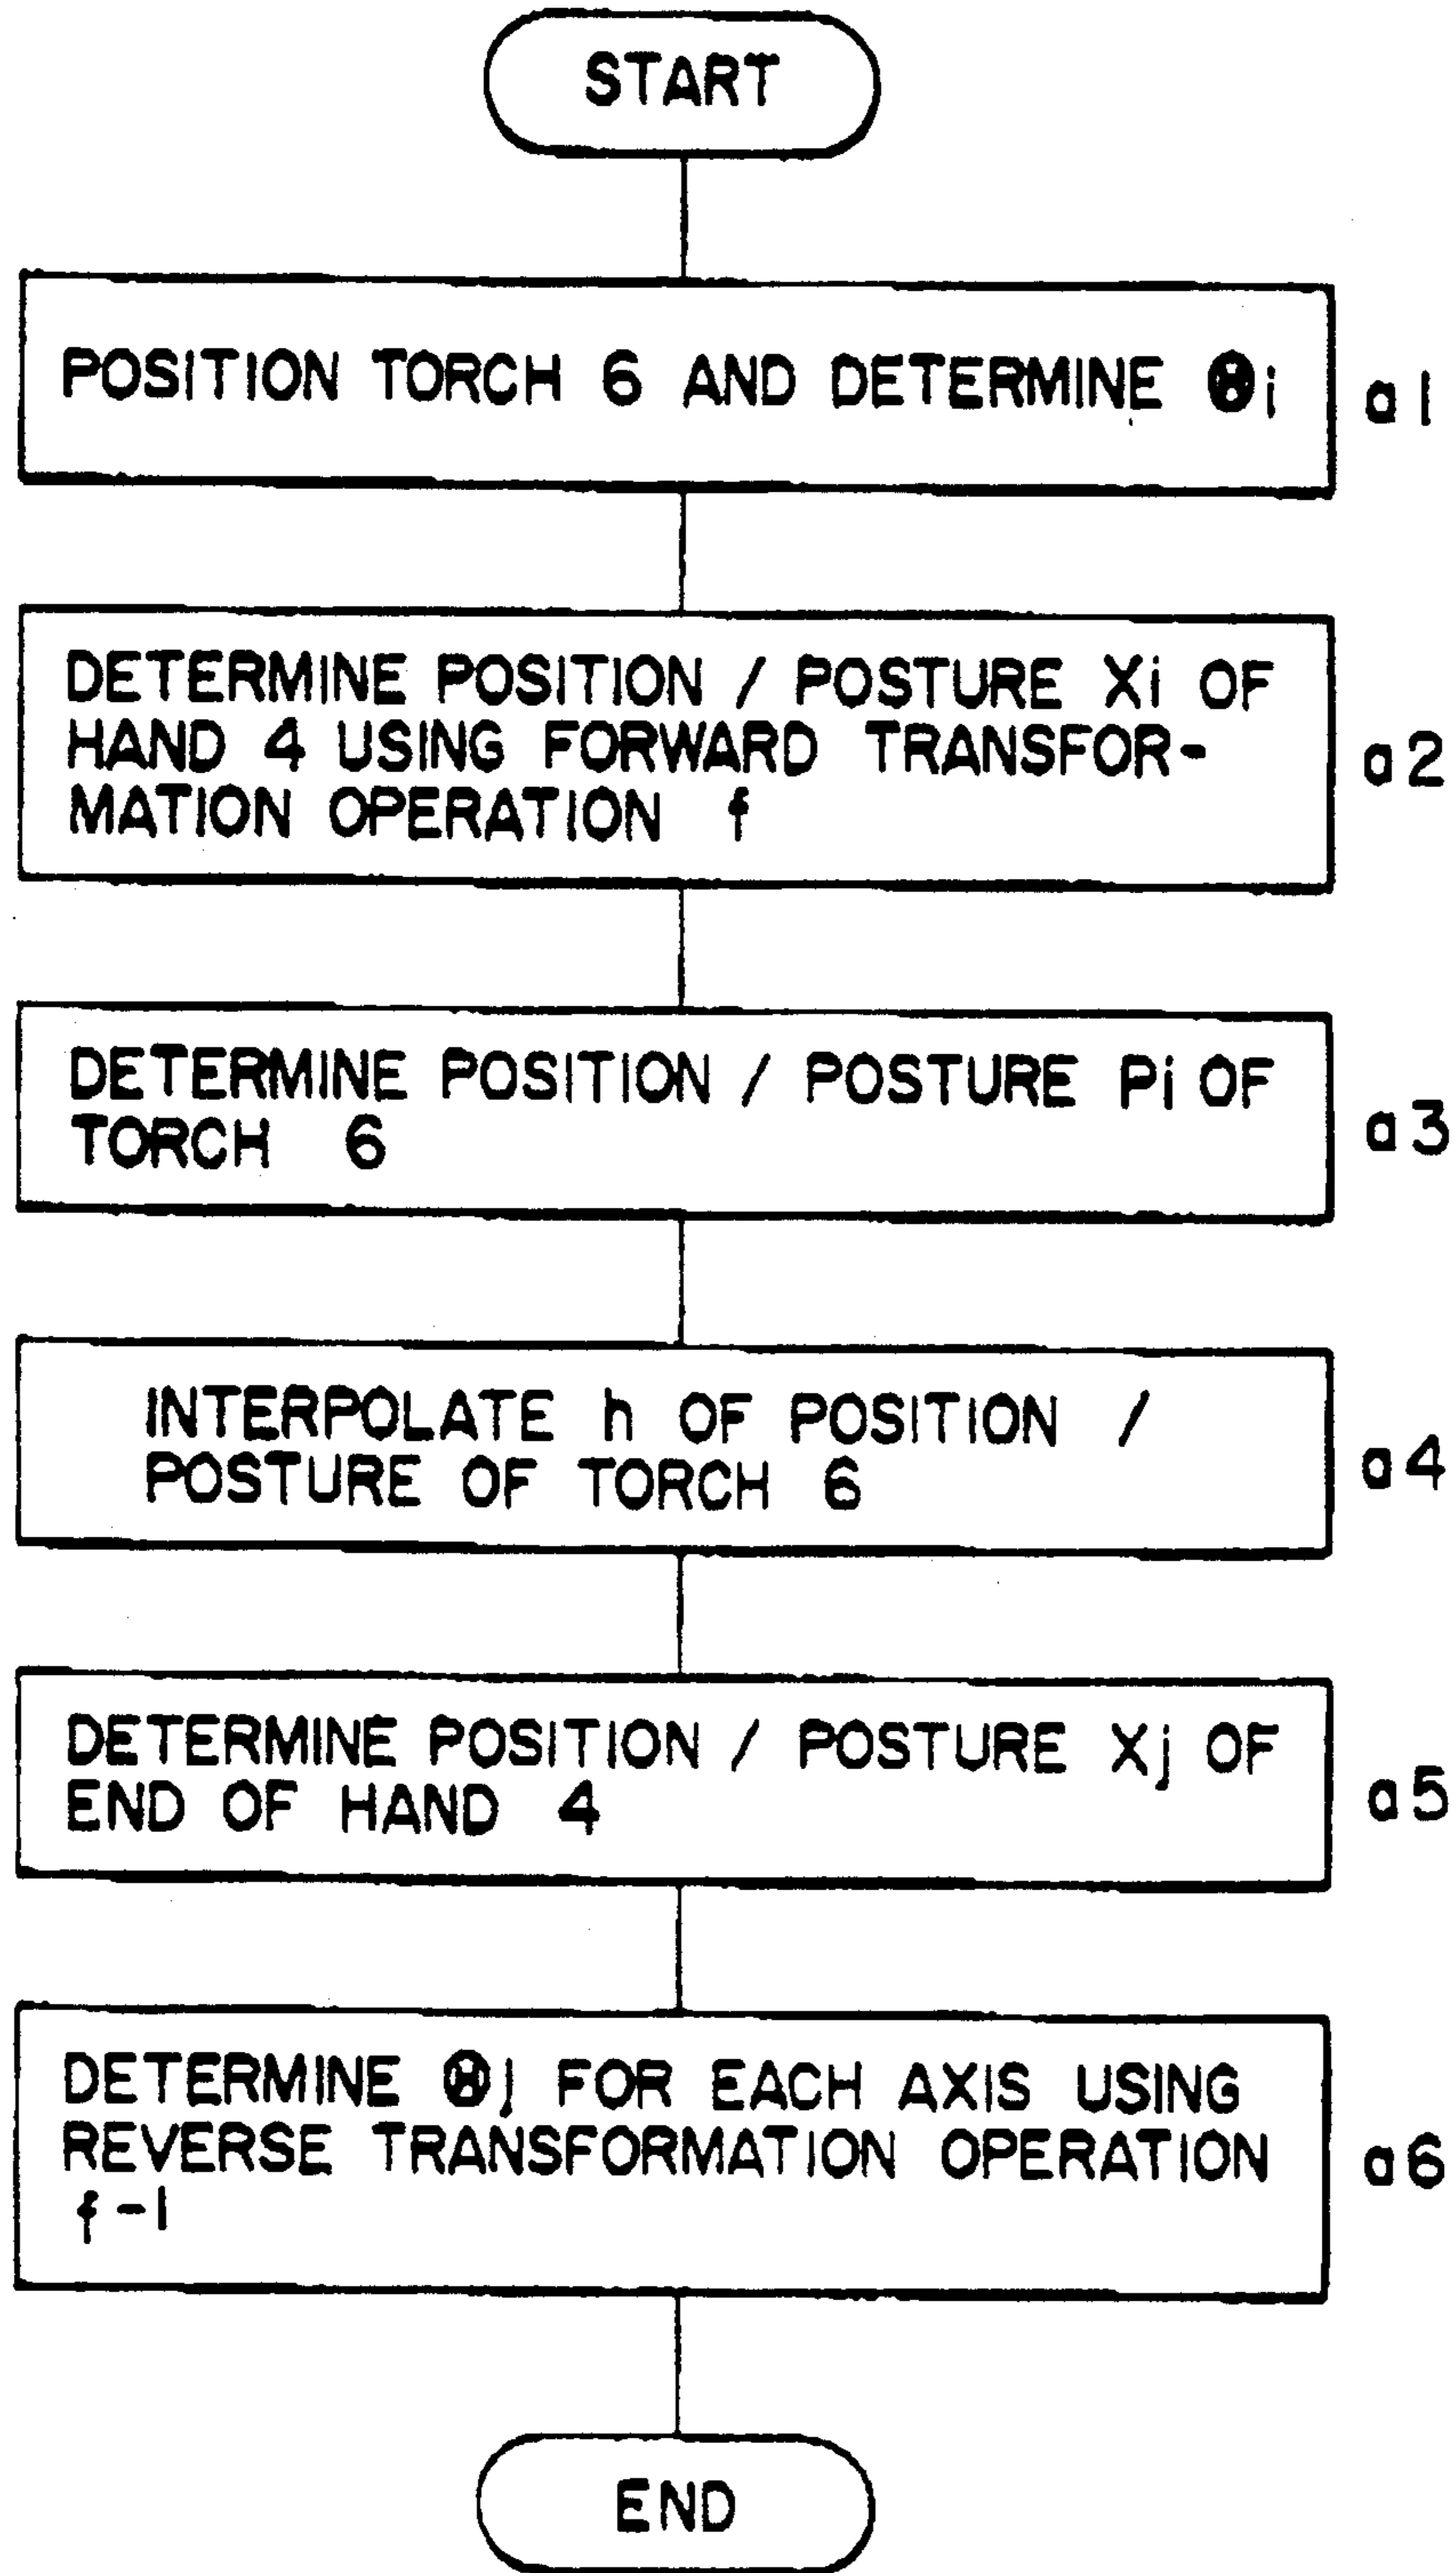 START
POSITION TORCH 6 AND DETERMINE Θi
a1
DETERMINE POSITION / POSTURE Xi OF
HAND 4 USING FORWARD TRANSFOR-
MATION OPERATION f
a2
DETERMINE POSITION / POSTURE Pi OF
TORCH 6
a3
INTERPOLATE h OF POSITION /
POSTURE OF TORCH 6
a4
DETERMINE POSITION / POSTURE Xj OF
END OF HAND 4
a5
DETERMINE Θj FOR EACH AXIS USING
REVERSE TRANSFORMATION OPERATION
f-1
a6
END